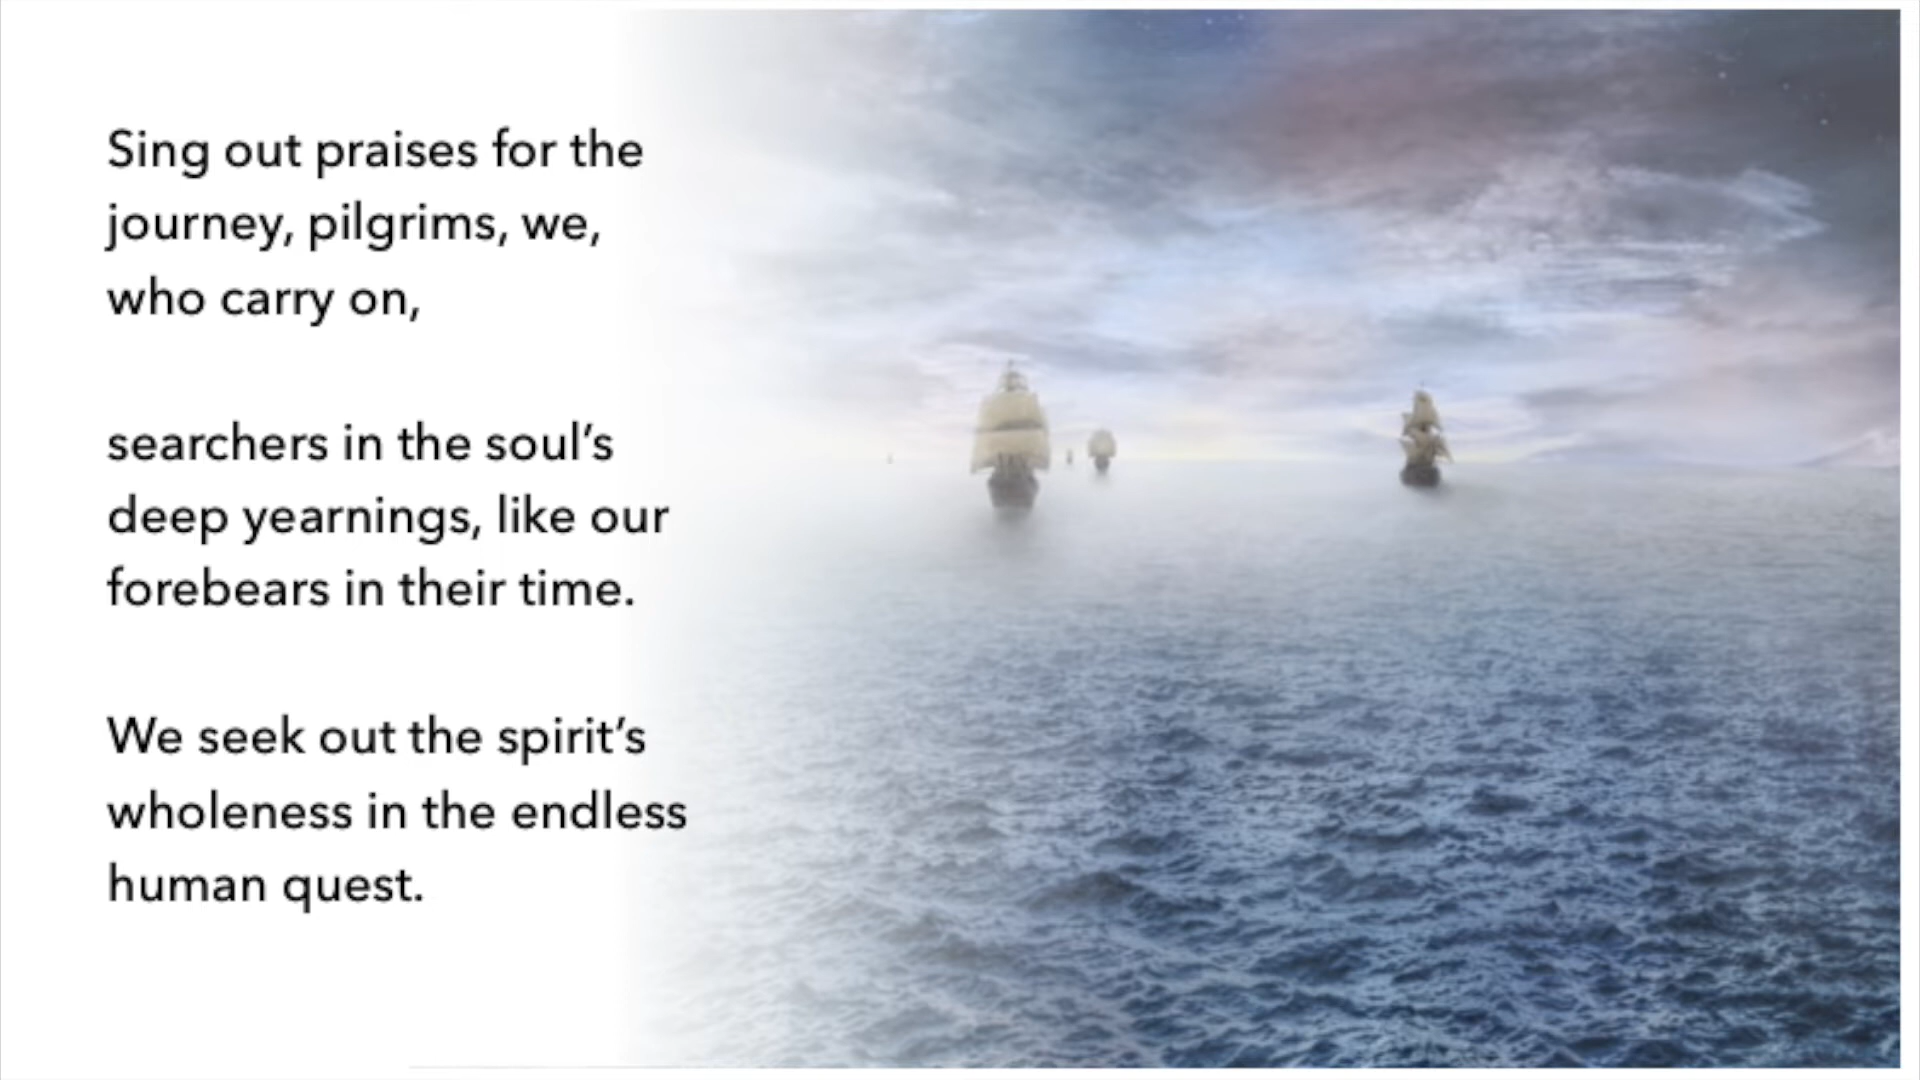 Sing out praises for the
journey, pilgrims, we,
who carry on,
searchers in the soul’s
deep yearnings, like our
forebears in their time.
We seek out the spirit’s
wholeness in the endless
human quest.